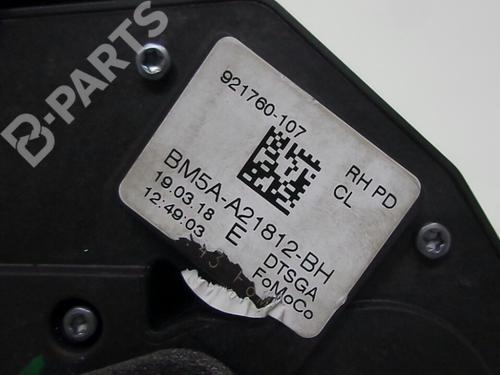 B-PARTS
921760-107
RH PD
CL
BM5A-A21812-BH
19.03.18 E DTSGA
12:49:03 FoMoCo